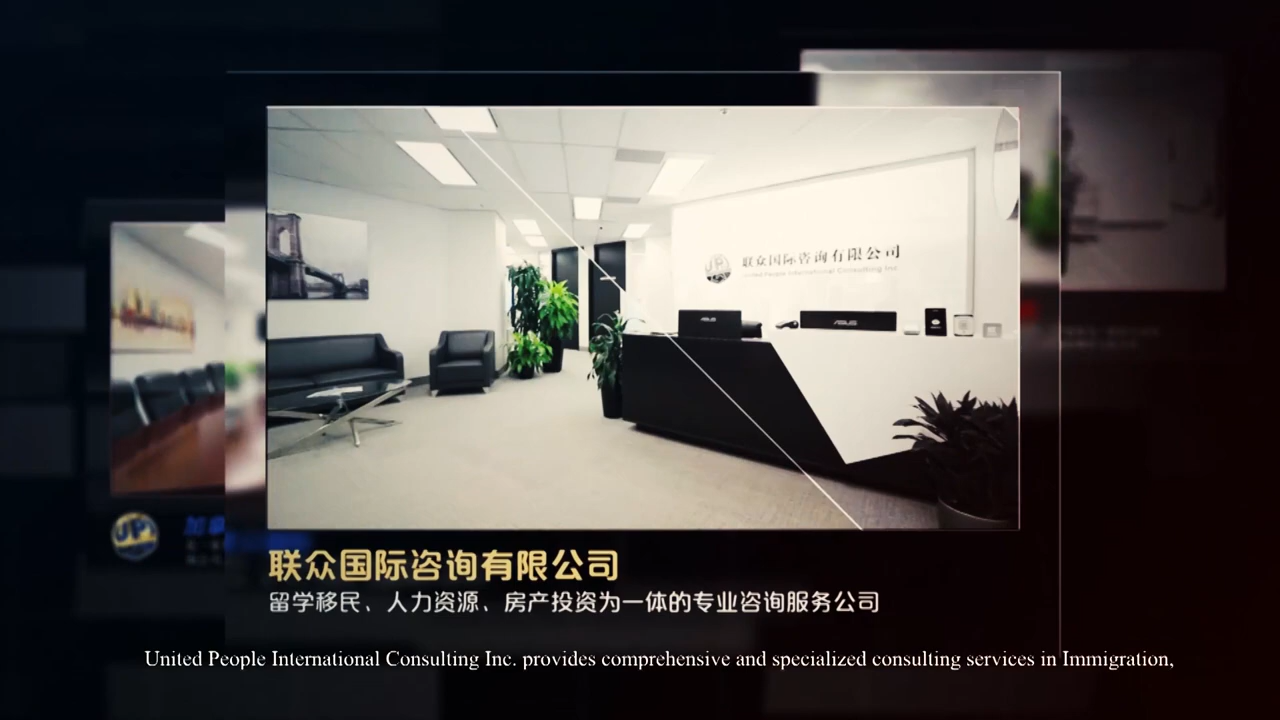 联众国际咨询有限公司
United People International Consulting Inc
ASUS
ASUS
联众国际咨询有限公司
留学移民、人力资源、房产投资为一体的专业咨询服务公司
United People International Consulting Inc. provides comprehensive and specialized consulting services in Immigration,